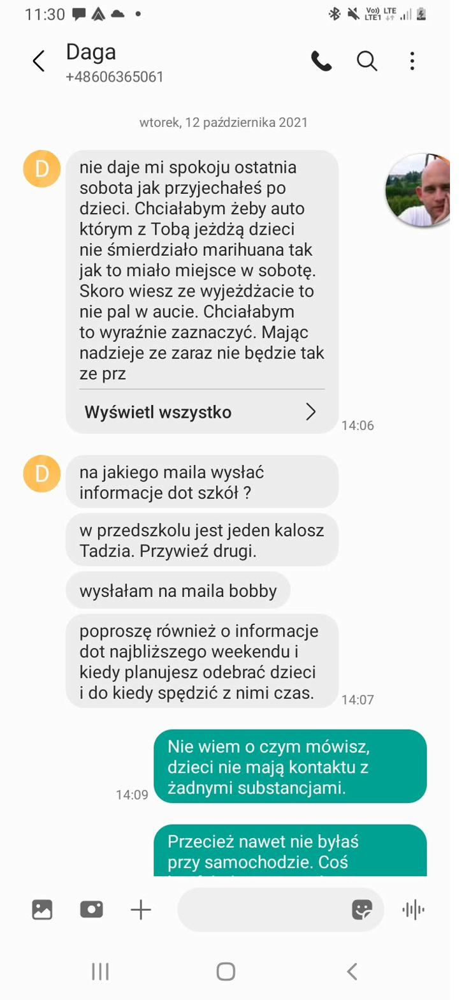 11:30
Vo)) LTE
LTE1
Daga
+48606365061
wtorek, 12 października 2021
D
nie daje mi spokoju ostatnia
sobota jak przyjechałeś po
dzieci. Chciałabym żeby auto
którym z Tobą jeżdżą dzieci
nie śmierdziało marihuana tak
jak to miało miejsce w sobotę.
Skoro wiesz ze wyjeżdżacie to
nie pal w aucie. Chciałabym
to wyraźnie zaznaczyć. Mając
nadzieje ze zaraz nie będzie tak
ze prz
Wyświetl wszystko
14:06
D
na jakiego maila wysłać
informacje dot szkół ?
w przedszkolu jest jeden kalosz
Tadzia. Przywieź drugi.
wysłałam na maila bobby
poproszę również o informacje
dot najbliższego weekendu i
kiedy planujesz odebrać dzieci
i do kiedy spędzić z nimi czas.
14:07
Nie wiem o czym mówisz,
dzieci nie mają kontaktu z
żadnymi substancjami.
14:09
Przecież nawet nie byłaś
przy samochodzie. Coś